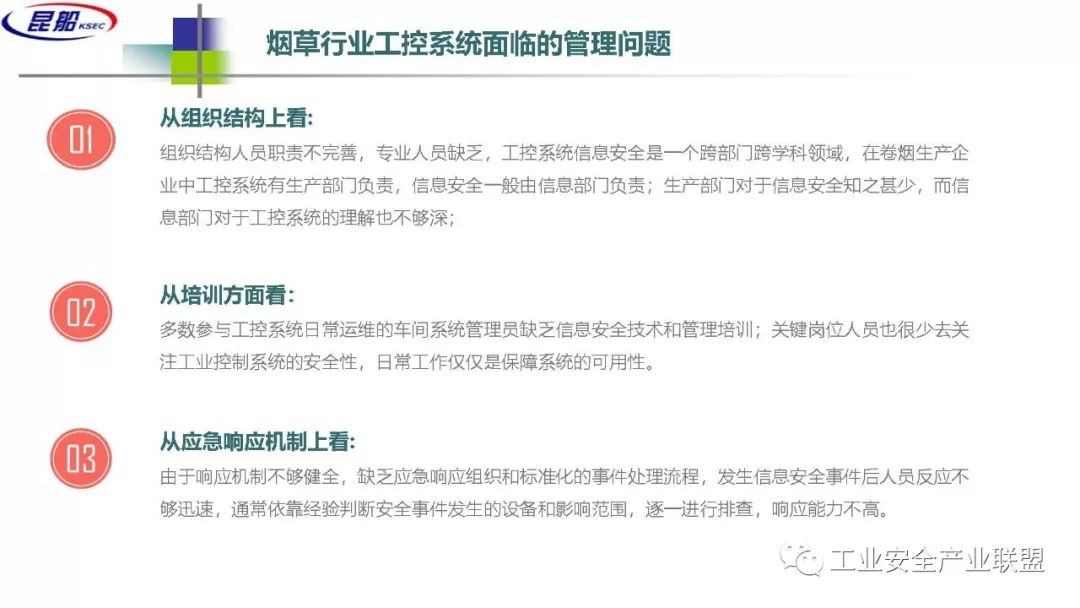 昆船 KSEC
烟草行业工控系统面临的管理问题
01
从组织结构上看:
组织结构人员职责不完善，专业人员缺乏，工控系统信息安全是一个跨部门跨学科领域，在卷烟生产企
业中工控系统有生产部门负责，信息安全一般由信息部门负责；生产部门对于信息安全知之甚少，而信
息部门对于工控系统的理解也不够深；
02
从培训方面看：
多数参与工控系统日常运维的车间系统管理员缺乏信息安全技术和管理培训；关键岗位人员也很少去关
注工业控制系统的安全性，日常工作仅仅是保障系统的可用性。
03
从应急响应机制上看:
由于响应机制不够健全，缺乏应急响应组织和标准化的事件处理流程，发生信息安全事件后人员反应不
够迅速，通常依靠经验判断安全事件发生的设备和影响范围，逐一进行排查，响应能力不高。
工业安全产业联盟